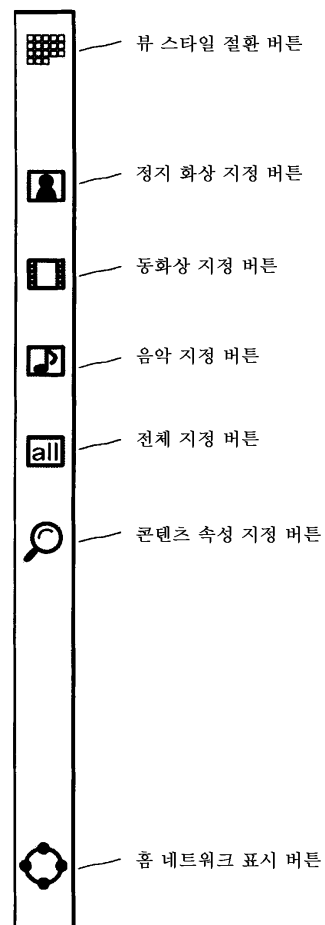 뷰 스타일 절환 버튼
정지 화상 지정 버튼
동화상 지정 버튼
음악 지정 버튼
all
전체 지정 버튼
콘텐츠 속성 지정 버튼
홈 네트워크 표시 버튼